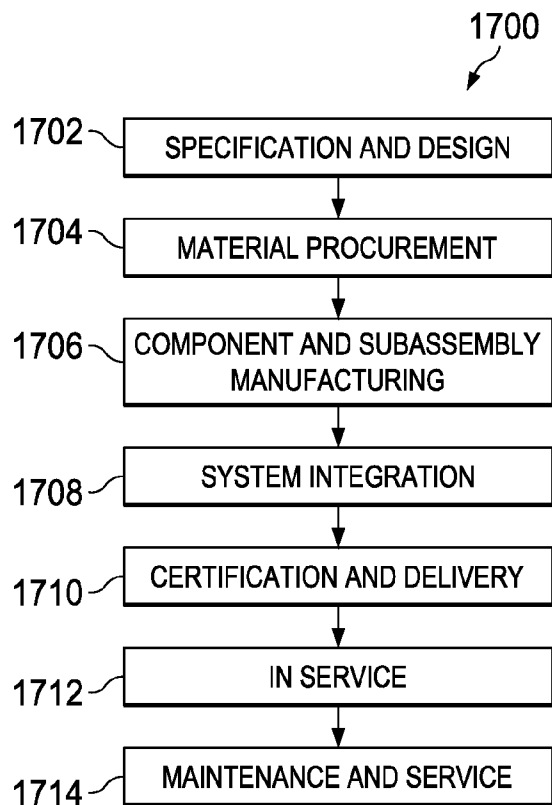 1700
1702
SPECIFICATION AND DESIGN
1704
MATERIAL PROCUREMENT
1706
COMPONENT AND SUBASSEMBLY
MANUFACTURING
1708
SYSTEM INTEGRATION
1710
CERTIFICATION AND DELIVERY
1712
IN SERVICE
1714
MAINTENANCE AND SERVICE